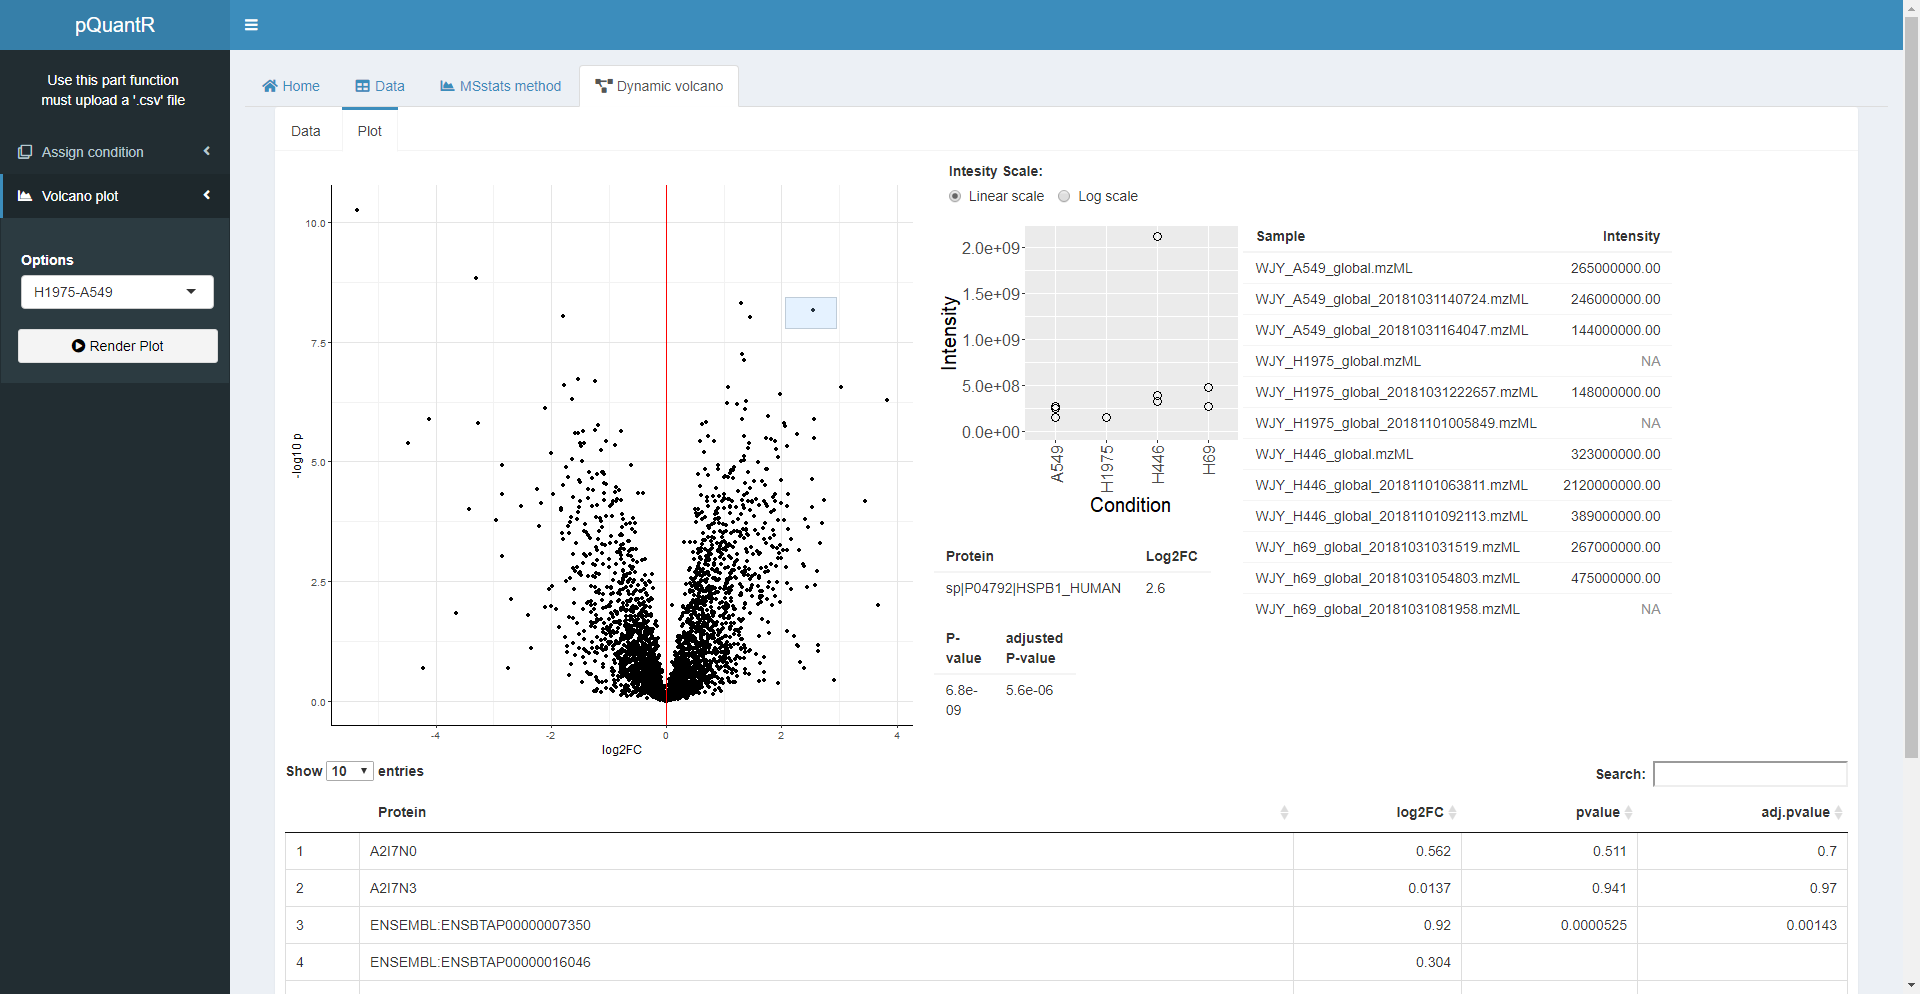 pQuantR
Use this part function
must upload a '.csv' file
Assign condition
Volcano plot
Options
H1975-A549
Render Plot
Home
Data
MSstats method
Dynamic volcano
Data
Plot
10.0
7.5
5.0
2.5
0.0
-log10 p
-4
-2
0
2
4
log2FC
Intesity Scale:
Linear scale
Log scale
2.0e+09
1.5e+09
1.0e+09
5.0e+08
0.0e+00
Intensity
A549
H1975
H446
H69
Condition
Sample Intensity
WJY_A549_global.mzML 265000000.00
WJY_A549_global_20181031140724.mzML 246000000.00
WJY_A549_global_20181031164047.mzML 144000000.00
WJY_H1975_global.mzML NA
WJY_H1975_global_20181031222657.mzML 148000000.00
WJY_H1975_global_20181101005849.mzML NA
WJY_H446_global.mzML 323000000.00
WJY_H446_global_20181101063811.mzML 2120000000.00
WJY_H446_global_20181101092113.mzML 389000000.00
WJY_h69_global_20181031031519.mzML 267000000.00
WJY_h69_global_20181031054803.mzML 475000000.00
WJY_h69_global_20181031081958.mzML NA
Protein Log2FC
sp|P04792|HSPB1_HUMAN 2.6
P- adjusted
value P-value
6.8e- 5.6e-06
09
Show 10 entries
Search:
Protein log2FC pvalue adj.pvalue
1 A2I7N0 0.562 0.511 0.7
2 A2I7N3 0.0137 0.941 0.97
3 ENSEMBL:ENSBTAP00000007350 0.92 0.0000525 0.00143
4 ENSEMBL:ENSBTAP00000016046 0.304